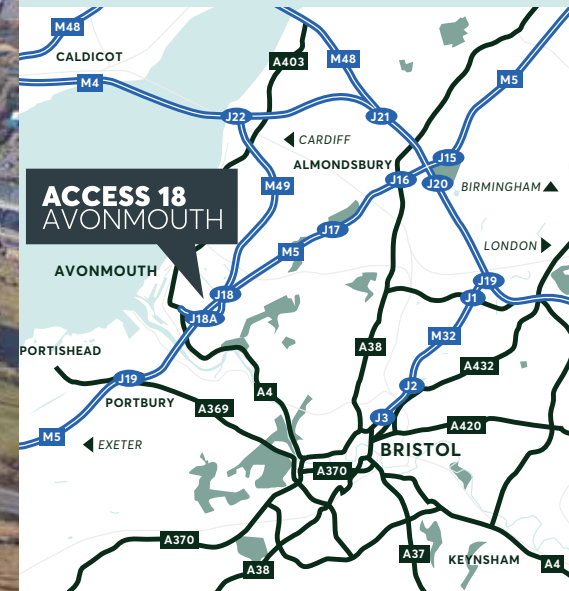 M48
CALDICOT
A403
M48
M4
M5
J22
J21
CARDIFF
ALMONDSBURY
J15
J16
J20
M49
BIRMINGHAM
ACCESS 18
AVONMOUTH
J17
M5
LONDON
AVONMOUTH
J19
J18
J1
J18A
M32
PORTISHEAD
A38
A432
J19
J2
A4
PORTBURY
A369
J3
A420
M5
EXETER
BRISTOL
A370
A370
A37
KEYNSHAM
A4
A38